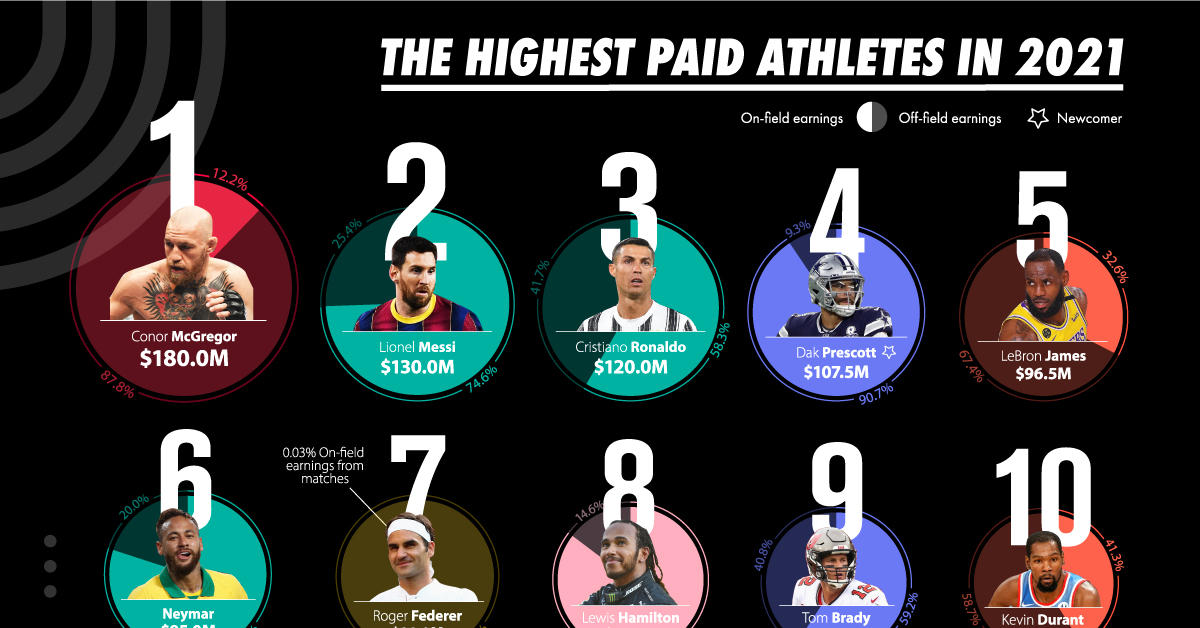 THE HIGHEST PAID ATHLETES IN 2021
On-field earnings
Off-field earnings
Newcomer
1
12.2%
Conor McGregor
$180.0M
87.8%
2
25.4%
Lionel Messi
$130.0M
74.6%
3
41.7%
Cristiano Ronaldo
$120.0M
58.3%
4
9.3%
Dak Prescott
$107.5M
90.7%
5
32.6%
LeBron James
$96.5M
67.4%
6
20.0%
Neymar
7
0.03% On-field
earnings from
matches
Roger Federer
8
14.6%
Lewis Hamilton
9
40.8%
12
Tom Brady
59.2%
10
41.3%
Kevin Durant
58.7%